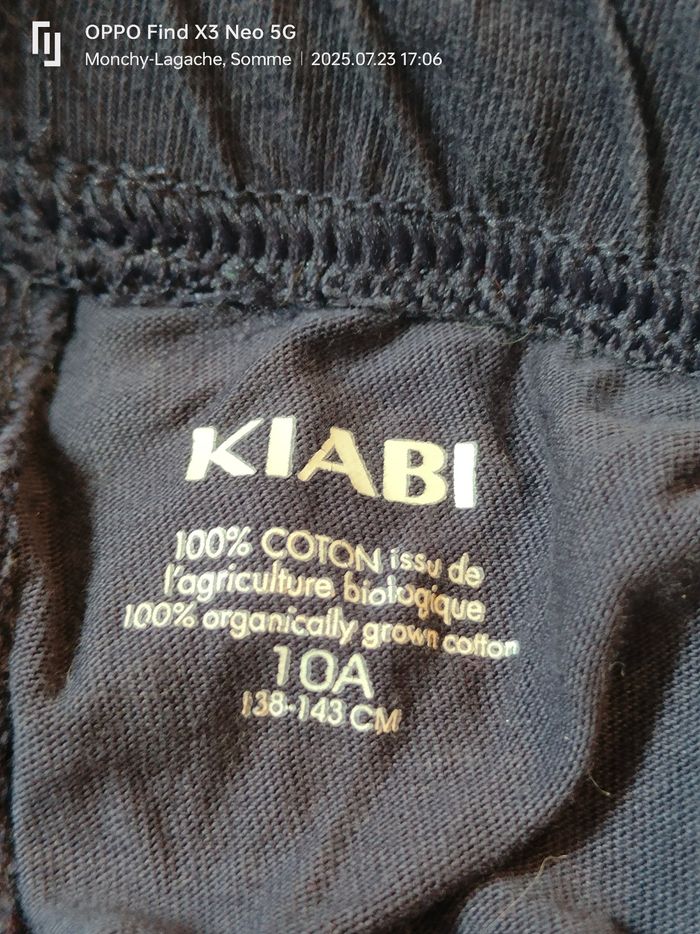 OPPO Find X3 Neo 5G
Monchy-Lagache, Somme | 2025.07.23 17:06
KIABI
100% COTON issu de
l'agriculture biologique
100% organically grown cotton
10A
138-143 CM